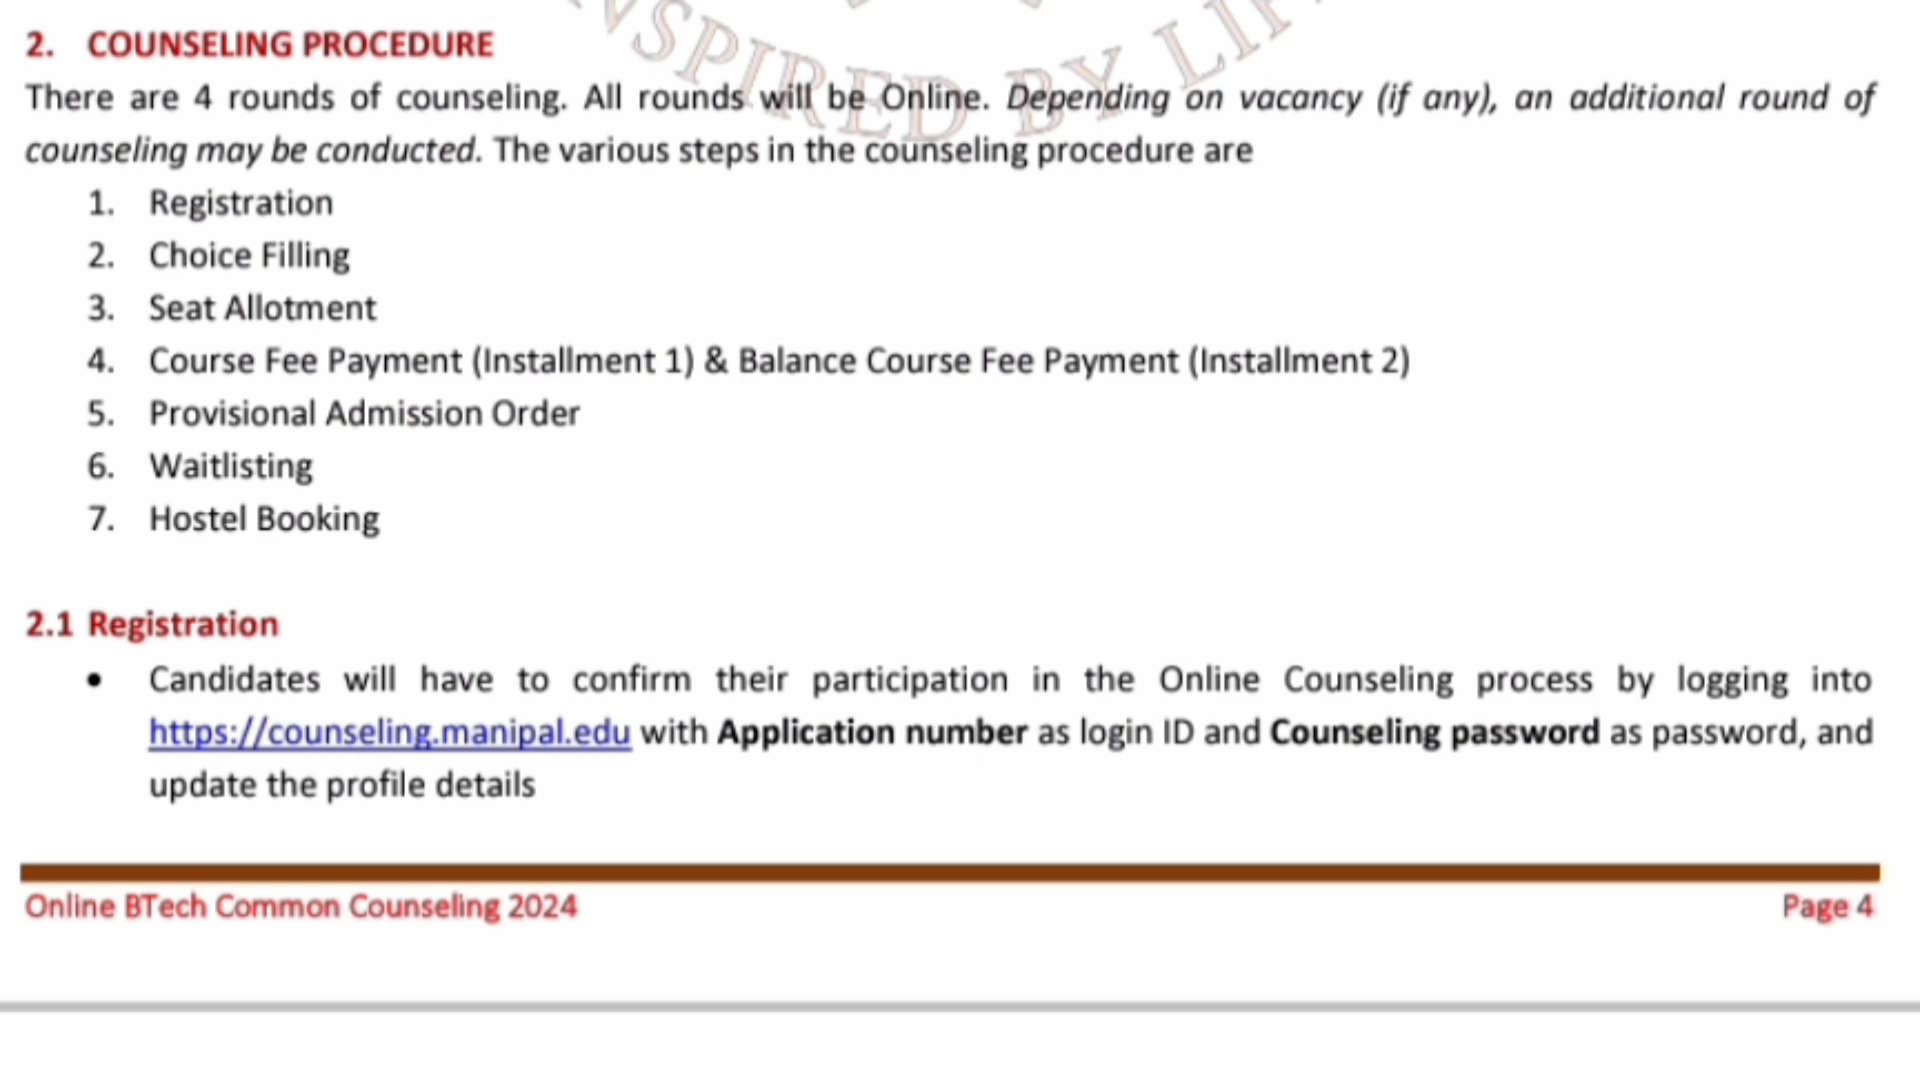 NSPIRED BY LIF
2. COUNSELING PROCEDURE
There are 4 rounds of counseling. All rounds will be Online. Depending on vacancy (if any), an additional round of
counseling may be conducted. The various steps in the counseling procedure are
1. Registration
2. Choice Filling
3. Seat Allotment
4. Course Fee Payment (Installment 1) & Balance Course Fee Payment (Installment 2)
5. Provisional Admission Order
6. Waitlisting
7. Hostel Booking
2.1 Registration
• Candidates will have to confirm their participation in the Online Counseling process by logging into
https://counseling.manipal.edu with Application number as login ID and Counseling password as password, and
update the profile details
Online BTech Common Counseling 2024 Page 4